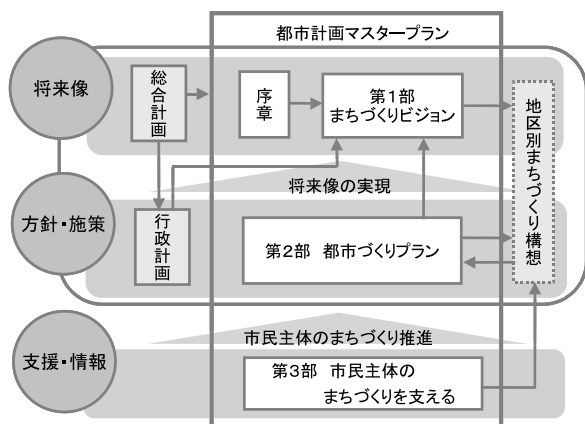 都市計画マスタープラン
将来像
総合計画
序章
第1部
まちづくりビジョン
地区別まちづくり構想
将来像の実現
方針・施策
行政計画
第2部 都市づくりプラン
市民主体のまちづくり推進
支援・情報
第3部 市民主体の
まちづくりを支える